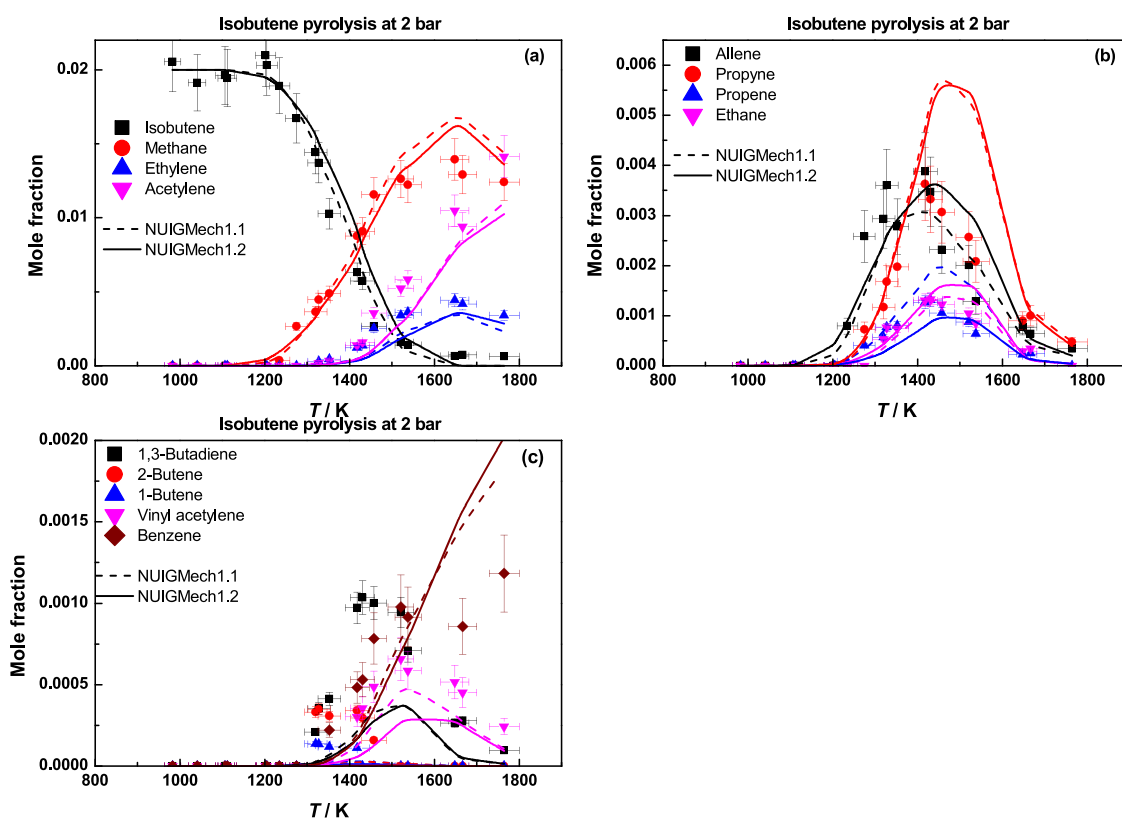 Isobutene pyrolysis at 2 bar
(a)
0.02
0.01
0.00
Mole fraction
Isobutene
Methane
Ethylene
Acetylene
NUIGMech1.1
NUIGMech1.2
800 1000 1200 1400 1600 1800
T / K
Isobutene pyrolysis at 2 bar
(b)
0.006
0.005
0.004
0.003
0.002
0.001
0.000
Mole fraction
Allene
Propyne
Propene
Ethane
NUIGMech1.1
NUIGMech1.2
800 1000 1200 1400 1600 1800
T / K
Isobutene pyrolysis at 2 bar
(c)
0.0020
0.0015
0.0010
0.0005
0.0000
Mole fraction
1,3-Butadiene
2-Butene
1-Butene
Vinyl acetylene
Benzene
NUIGMech1.1
NUIGMech1.2
800 1000 1200 1400 1600 1800
T / K